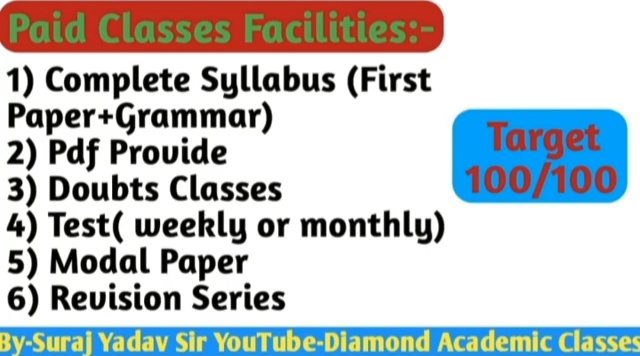 Paid Classes Facilities:-
1) Complete Syllabus (First
Paper+Grammar)
2) Pdf Provide
3) Doubts Classes
4) Test( weekly or monthly)
5) Modal Paper
6) Revision Series
Target
100/100
By-Suraj Yadav Sir YouTube-Diamond Academic Classes